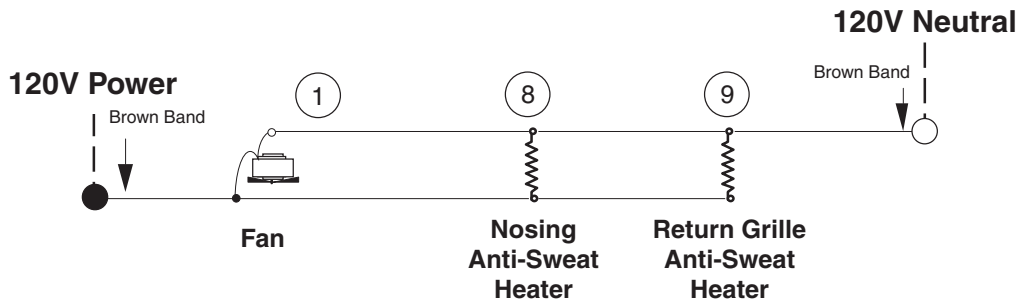 120V Neutral
120V Power
Brown Band
Brown Band
1
8
9
Fan
Nosing
Anti-Sweat
Heater
Return Grille
Anti-Sweat
Heater